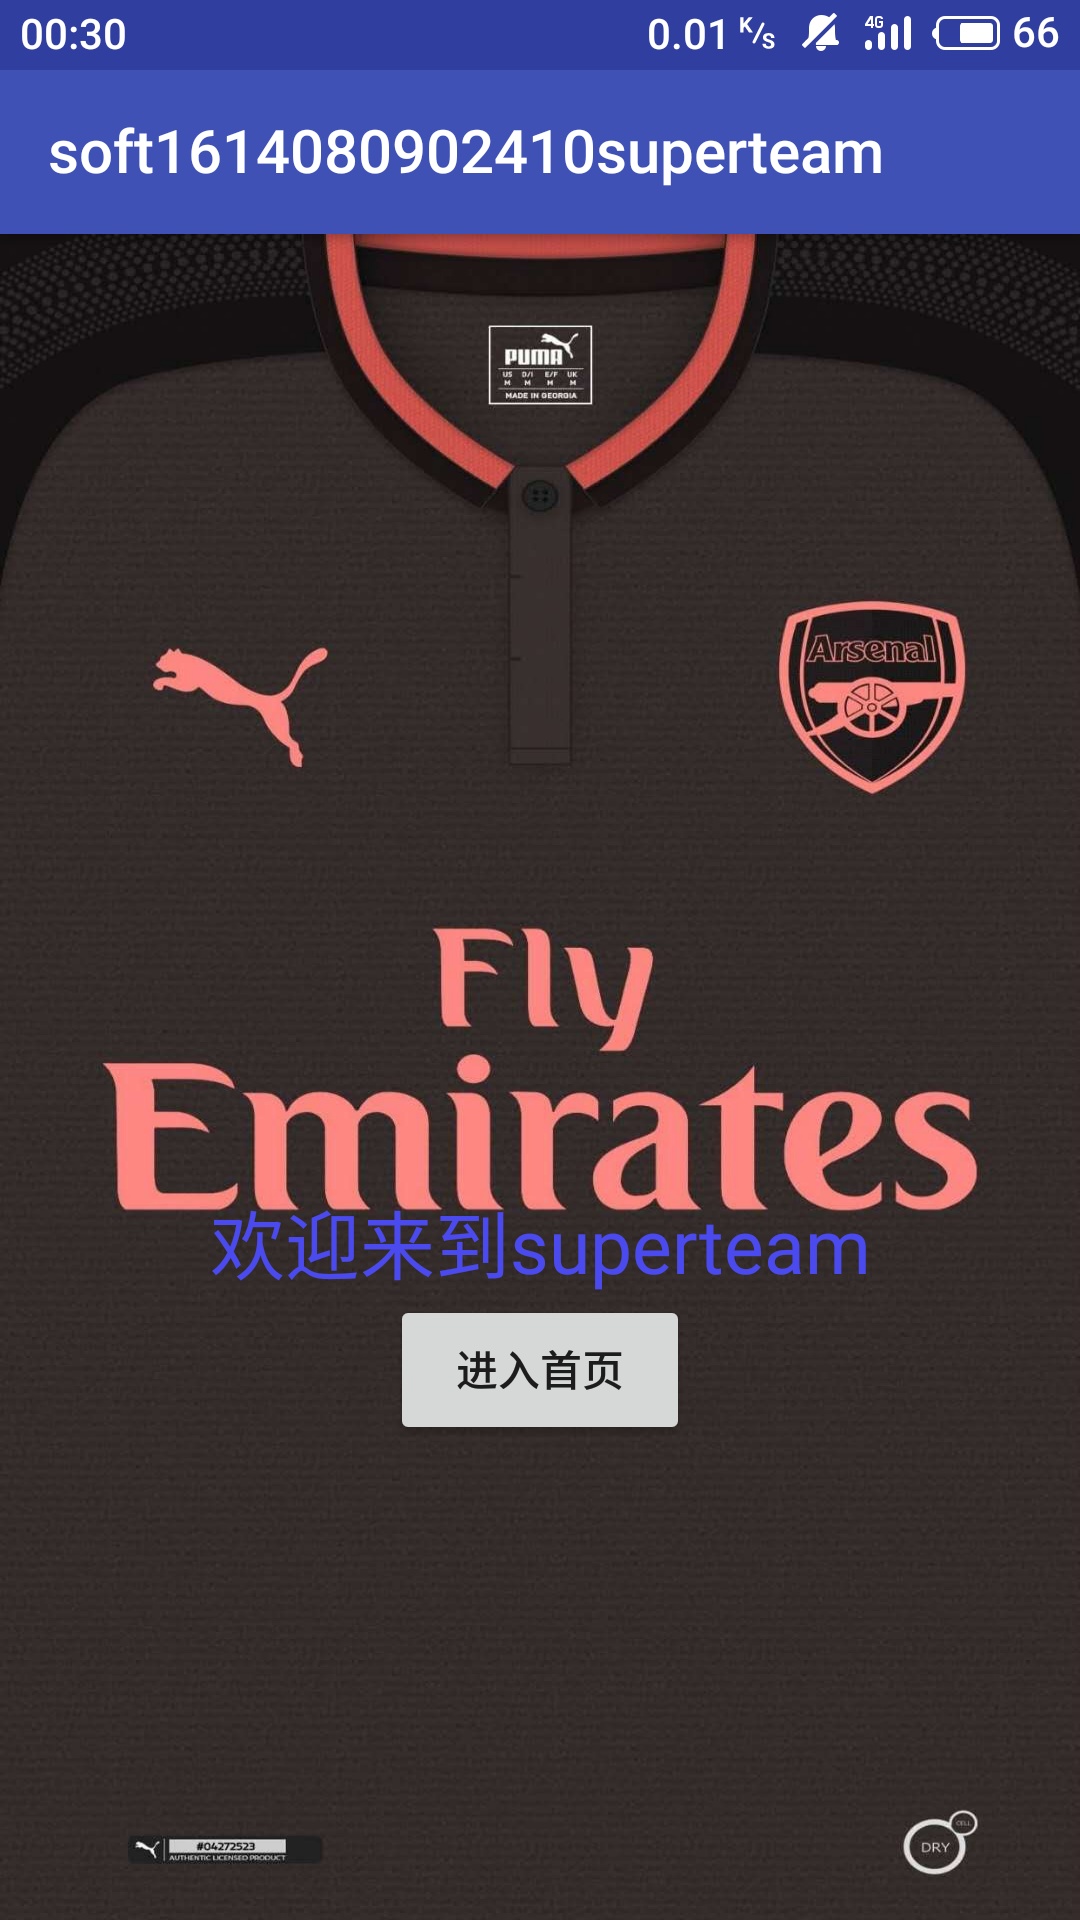 00:30 0.01 K/s 4G 66
soft1614080902410superteam
PUMA
US D/I E/F UK
M M M M
MADE IN GEORGIA
Arsenal
Fly
Emirates
欢迎来到superteam
进入首页
#04272523
AUTHENTIC LICENSED PRODUCT
CELL
DRY